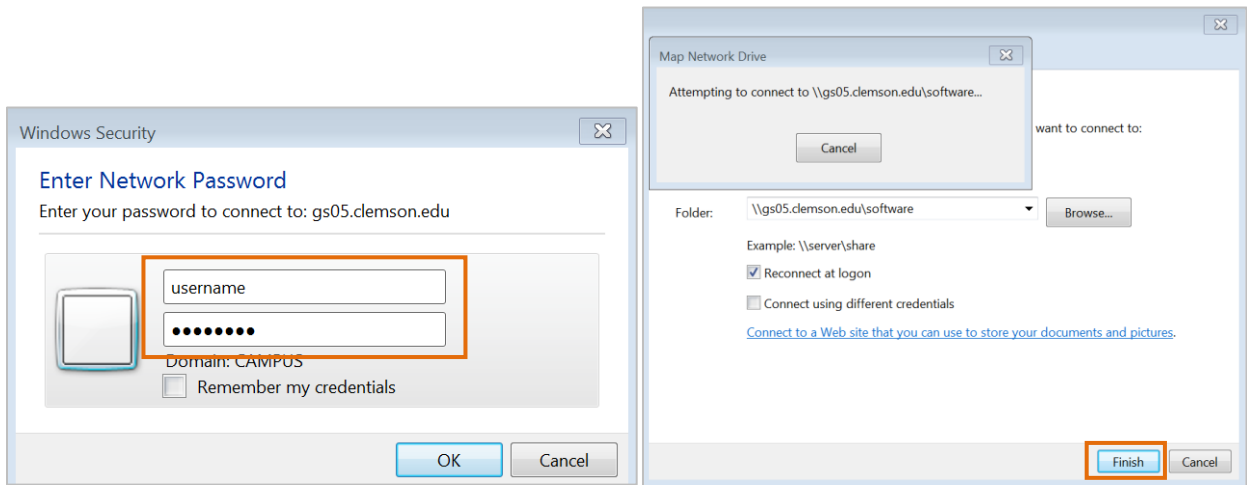 Windows Security
Enter Network Password
Enter your password to connect to: gs05.clemson.edu
username
••••••••
Domain: CAMPUS
Remember my credentials
OK Cancel
Map Network Drive
Attempting to connect to \\gs05.clemson.edu\software...
Cancel
want to connect to:
Folder: \\gs05.clemson.edu\software Browse...
Example: \\server\share
Reconnect at logon
Connect using different credentials
Connect to a Web site that you can use to store your documents and pictures.
Finish Cancel